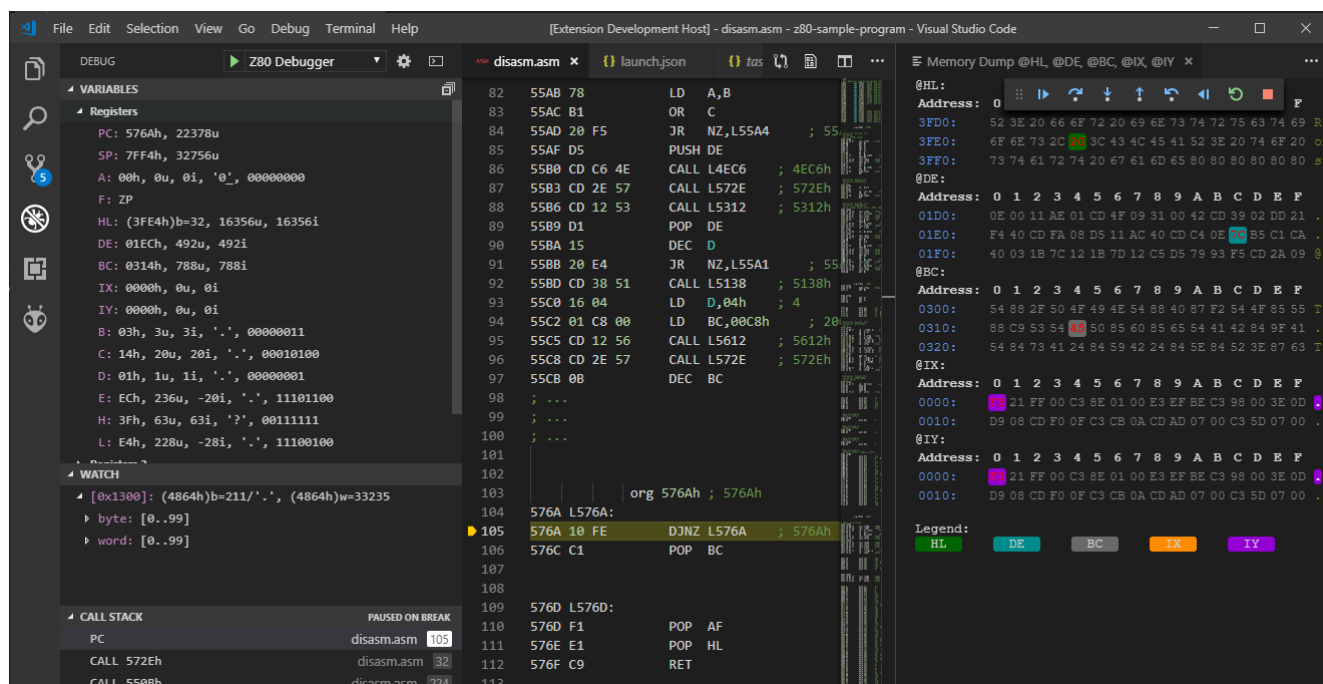 File Edit Selection View Go Debug Terminal Help [Extension Development Host] - disasm.asm - z80-sample-program - Visual Studio Code
DEBUG Z80 Debugger
VARIABLES
Registers
PC: 576Ah, 22378u
SP: 7FF4h, 32756u
A: 00h, 0u, 0i, '0̲', 00000000
F: ZP
HL: (3FE4h)b=32, 16356u, 16356i
DE: 01ECh, 492u, 492i
BC: 0314h, 788u, 788i
IX: 0000h, 0u, 0i
IY: 0000h, 0u, 0i
B: 03h, 3u, 3i, '.', 00000011
C: 14h, 20u, 20i, '.', 00010100
D: 01h, 1u, 1i, '.', 00000001
E: ECh, 236u, -20i, '.', 11101100
H: 3Fh, 63u, 63i, '?', 00111111
L: E4h, 228u, -28i, '.', 11100100
WATCH
[0x1300]: (4864h)b=211/'.', (4864h)w=33235
byte: [0..99]
word: [0..99]
CALL STACK PAUSED ON BREAK
PC disasm.asm 105
CALL 572Eh disasm.asm 32
CALL 550Bh disasm.asm 224
5
ASM disasm.asm × {} launch.json {} tas
82 55AB 78 LD A,B
83 55AC B1 OR C
84 55AD 20 F5 JR NZ,L55A4 ; 55
85 55AF D5 PUSH DE
86 55B0 CD C6 4E CALL L4EC6 ; 4EC6h
87 55B3 CD 2E 57 CALL L572E ; 572Eh
88 55B6 CD 12 53 CALL L5312 ; 5312h
89 55B9 D1 POP DE
90 55BA 15 DEC D
91 55BB 20 E4 JR NZ,L55A1 ; 55
92 55BD CD 38 51 CALL L5138 ; 5138h
93 55C0 16 04 LD D,04h ; 4
94 55C2 01 C8 00 LD BC,00C8h ; 20
95 55C5 CD 12 56 CALL L5612 ; 5612h
96 55C8 CD 2E 57 CALL L572E ; 572Eh
97 55CB 0B DEC BC
98 ; ...
99 ; ...
100 ; ...
101
102
103 org 576Ah ; 576Ah
104 576A L576A:
105 576A 10 FE DJNZ L576A ; 576Ah
106 576C C1 POP BC
107
108
109 576D L576D:
110 576D F1 POP AF
111 576E E1 POP HL
112 576F C9 RET
113
Memory Dump @HL, @DE, @BC, @IX, @IY ×
@HL:
Address: 0 F
3FD0: 52 3E 20 66 6F 72 20 69 6E 73 74 72 75 63 74 69 R
3FE0: 6F 6E 73 2C 20 3C 43 4C 45 41 52 3E 20 74 6F 20 o
3FF0: 73 74 61 72 74 20 67 61 6D 65 80 80 80 80 80 80 s
@DE:
Address: 0 1 2 3 4 5 6 7 8 9 A B C D E F
01D0: 0E 00 11 AE 01 CD 4F 09 31 00 42 CD 39 02 DD 21 .
01E0: F4 40 CD FA 08 D5 11 AC 40 CD C4 0E 7C B5 C1 CA .
01F0: 40 03 1B 7C 12 1B 7D 12 C5 D5 79 93 F5 CD 2A 09 @
@BC:
Address: 0 1 2 3 4 5 6 7 8 9 A B C D E F
0300: 54 88 2F 50 4F 49 4E 54 88 40 87 F2 54 4F 85 55 T
0310: 88 C9 53 54 45 50 85 60 85 65 54 41 42 84 9F 41 .
0320: 54 84 73 41 24 84 59 42 24 84 5E 84 52 3E 87 63 T
@IX:
Address: 0 1 2 3 4 5 6 7 8 9 A B C D E F
0000: 21 FF 00 C3 8E 01 00 E3 EF BE C3 98 00 3E 0D .
0010: D9 08 CD F0 0F C3 CB 0A CD AD 07 00 C3 5D 07 00 .
@IY:
Address: 0 1 2 3 4 5 6 7 8 9 A B C D E F
0000: 21 FF 00 C3 8E 01 00 E3 EF BE C3 98 00 3E 0D .
0010: D9 08 CD F0 0F C3 CB 0A CD AD 07 00 C3 5D 07 00 .
Legend:
HL DE BC IX IY